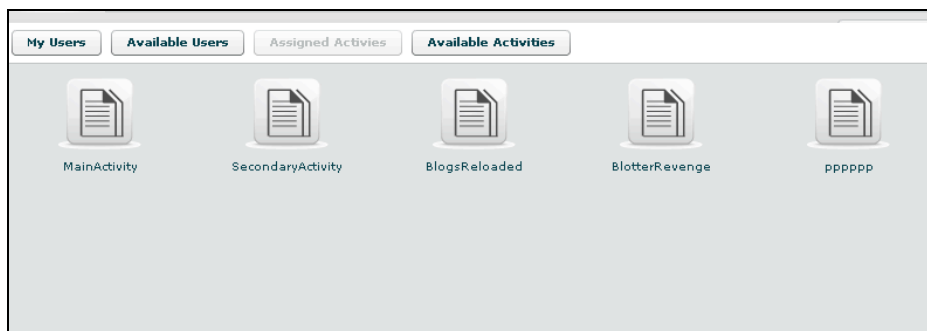 My Users Available Users Assigned Activies Available Activities
MainActivity SecondaryActivity BlogsReloaded BlotterRevenge pppppp